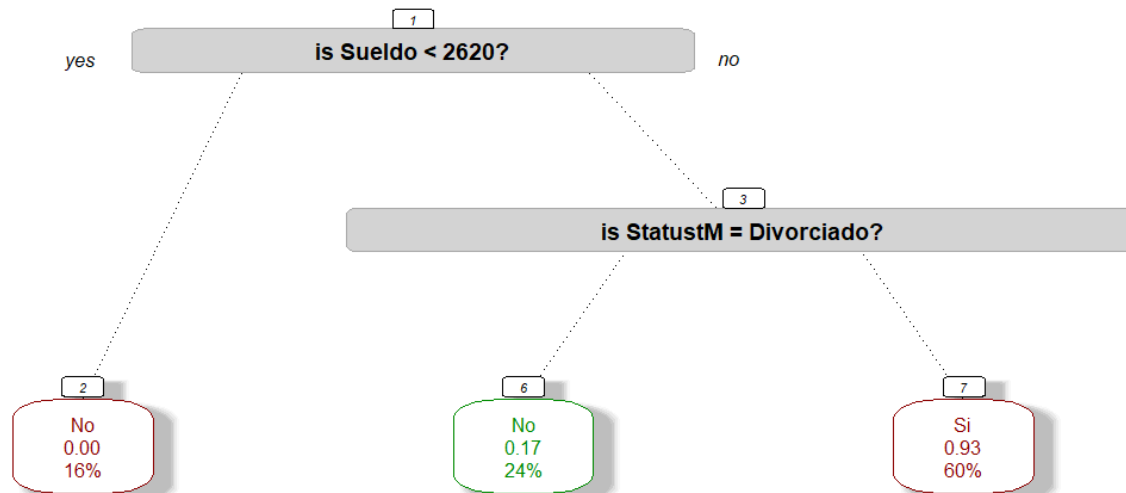 1
yes
is Sueldo < 2620?
no
3
is StatustM = Divorciado?
2
No
0.00
16%
6
No
0.17
24%
7
Si
0.93
60%